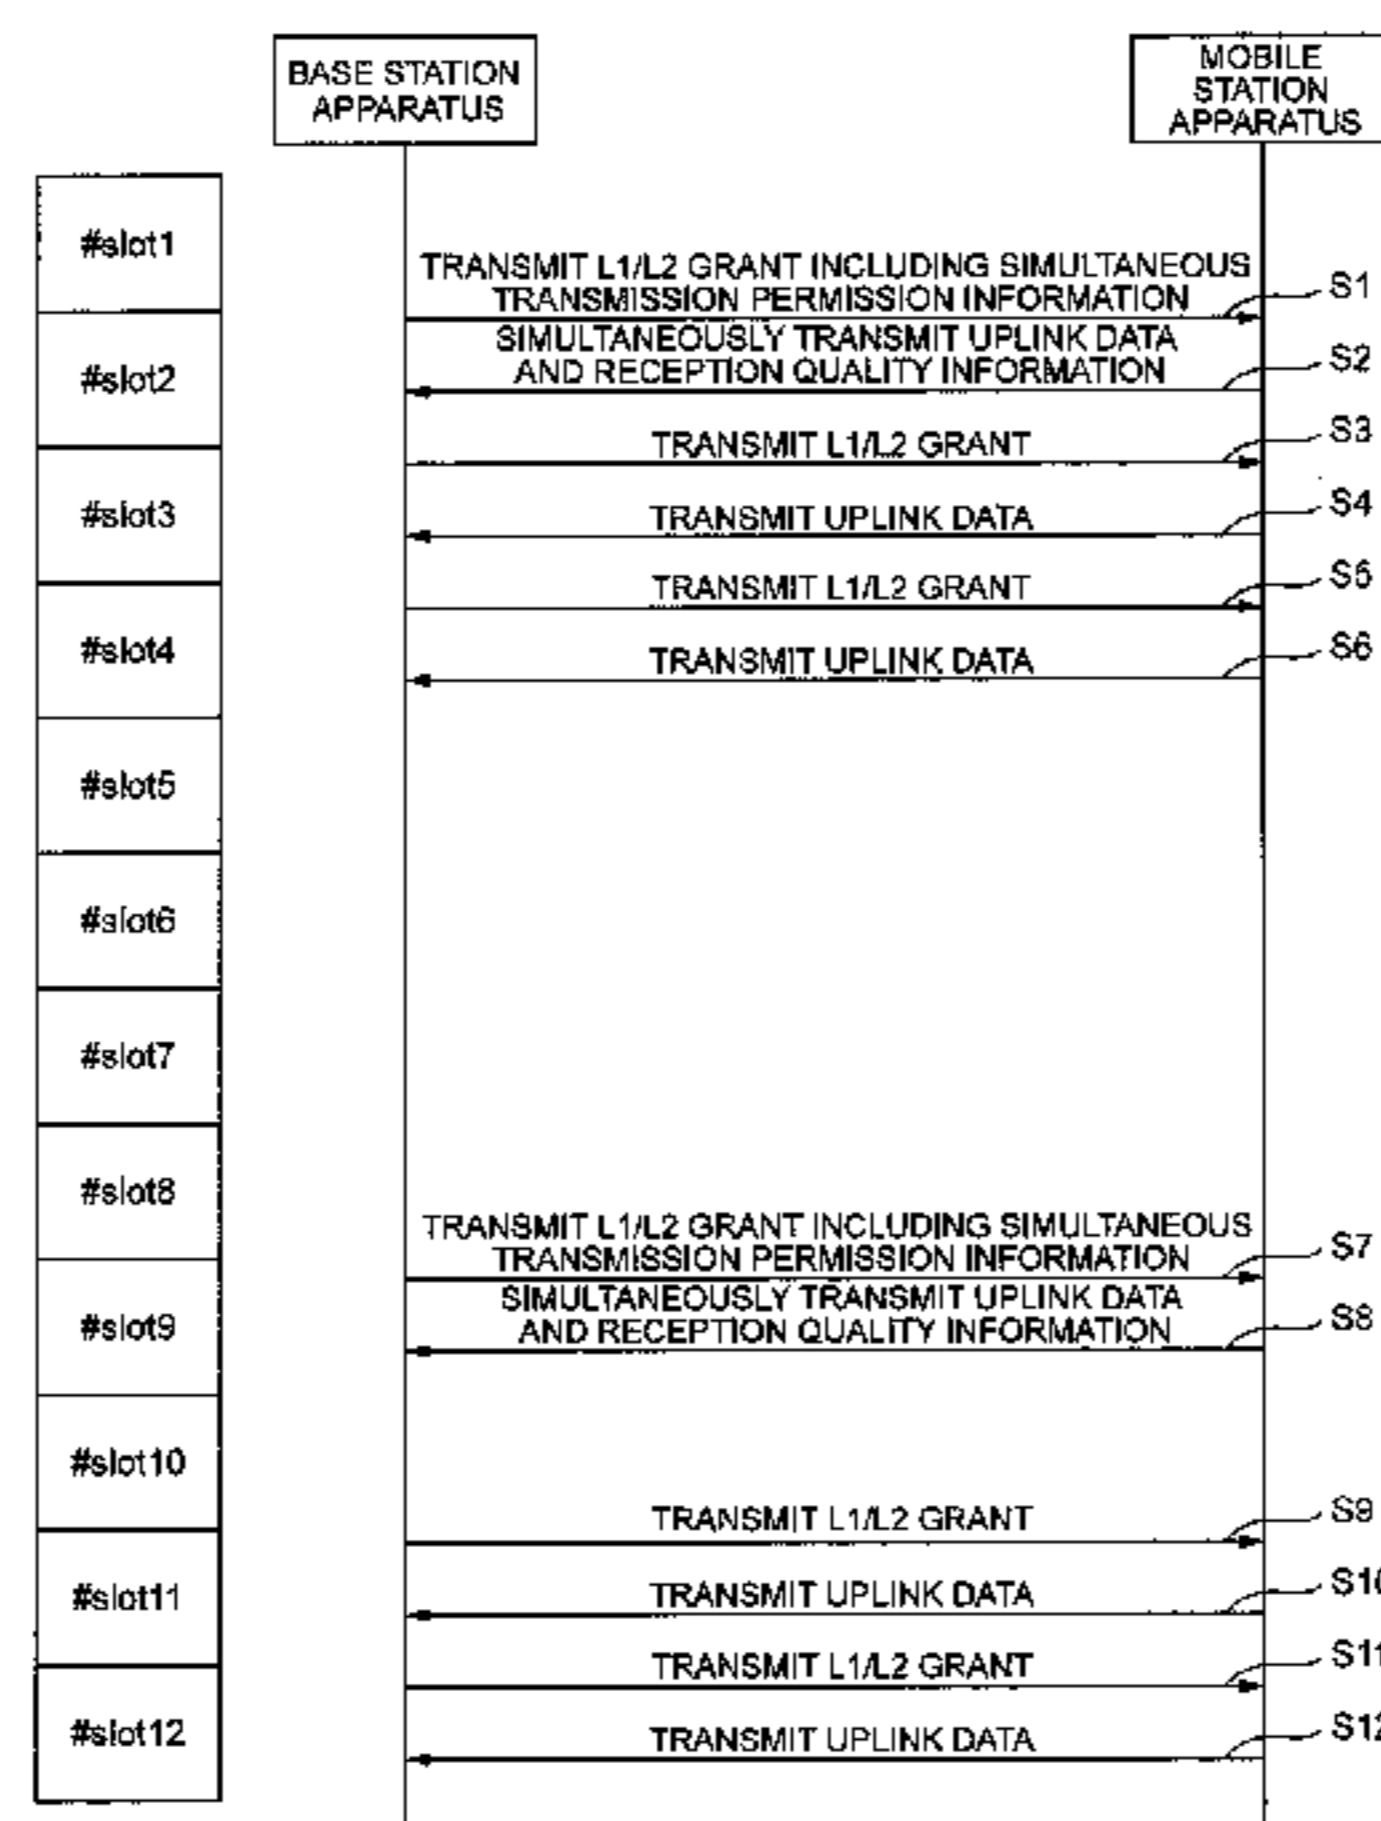 BASE STATION
APPARATUS
MOBILE
STATION
APPARATUS
#slot1
TRANSMIT L1/L2 GRANT INCLUDING SIMULTANEOUS
TRANSMISSION PERMISSION INFORMATION
S1
#slot2
SIMULTANEOUSLY TRANSMIT UPLINK DATA
AND RECEPTION QUALITY INFORMATION
S2
TRANSMIT L1/L2 GRANT
S3
#slot3
TRANSMIT UPLINK DATA
S4
TRANSMIT L1/L2 GRANT
S5
#slot4
TRANSMIT UPLINK DATA
S6
#slot5
#slot6
#slot7
#slot8
TRANSMIT L1/L2 GRANT INCLUDING SIMULTANEOUS
TRANSMISSION PERMISSION INFORMATION
S7
#slot9
SIMULTANEOUSLY TRANSMIT UPLINK DATA
AND RECEPTION QUALITY INFORMATION
S8
#slot10
TRANSMIT L1/L2 GRANT
S9
#slot11
TRANSMIT UPLINK DATA
S10
TRANSMIT L1/L2 GRANT
S11
#slot12
TRANSMIT UPLINK DATA
S12